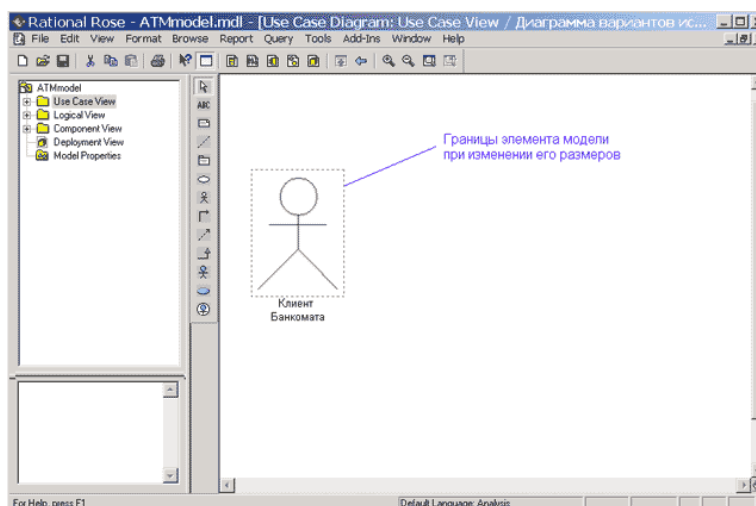 Rational Rose - ATMmodel.mdl - [Use Case Diagram: Use Case View / Диаграмма вариантов ис...
File Edit View Format Browse Report Query Tools Add-Ins Window Help
ATMmodel
Use Case View
Logical View
Component View
Deployment View
Model Properties
ABC
Границы элемента модели
при изменении его размеров
Клиент
Банкомата
For Help, press F1
Default Language: Analysis